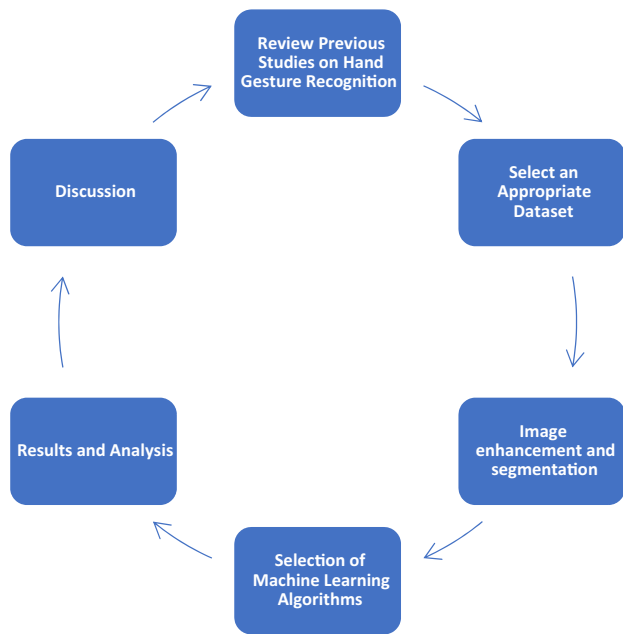 Review Previous
Studies on Hand
Gesture Recognition
Select an
Appropriate
Dataset
Image
enhancement and
segmentation
Selection of
Machine Learning
Algorithms
Results and Analysis
Discussion